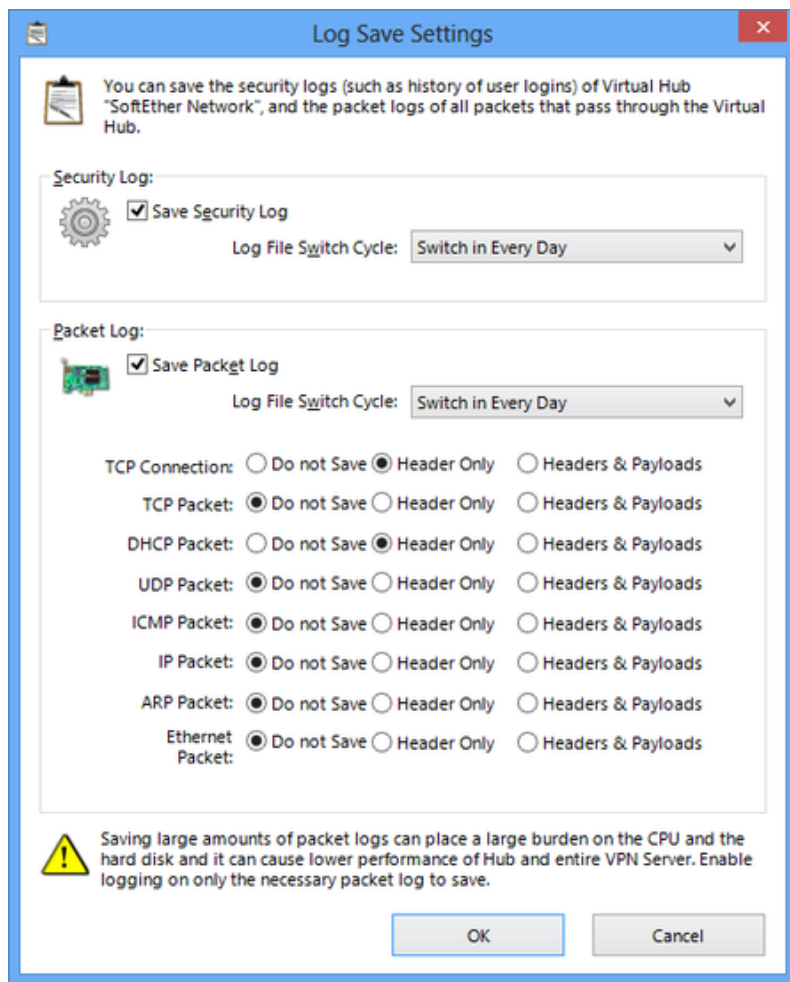 Log Save Settings
You can save the security logs (such as history of user logins) of Virtual Hub
"SoftEther Network", and the packet logs of all packets that pass through the Virtual
Hub.
Security Log:
Save Security Log
Log File Switch Cycle: Switch in Every Day
Packet Log:
Save Packet Log
Log File Switch Cycle: Switch in Every Day
TCP Connection: Do not Save Header Only Headers & Payloads
TCP Packet: Do not Save Header Only Headers & Payloads
DHCP Packet: Do not Save Header Only Headers & Payloads
UDP Packet: Do not Save Header Only Headers & Payloads
ICMP Packet: Do not Save Header Only Headers & Payloads
IP Packet: Do not Save Header Only Headers & Payloads
ARP Packet: Do not Save Header Only Headers & Payloads
Ethernet
Packet: Do not Save Header Only Headers & Payloads
Saving large amounts of packet logs can place a large burden on the CPU and the
hard disk and it can cause lower performance of Hub and entire VPN Server. Enable
logging on only the necessary packet log to save.
OK Cancel